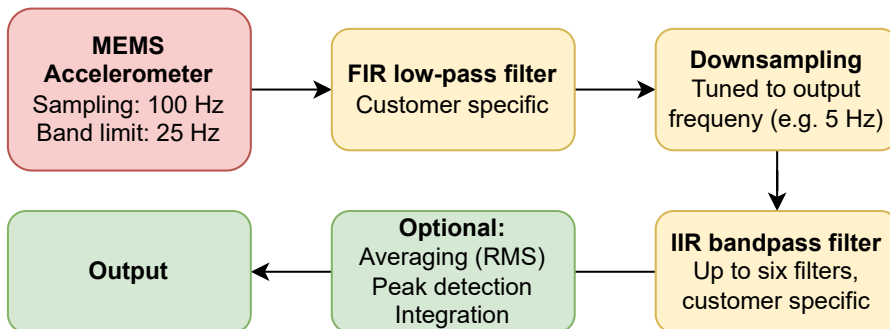 MEMS
Accelerometer
Sampling: 100 Hz
Band limit: 25 Hz
FIR low-pass filter
Customer specific
Downsampling
Tuned to output
frequeny (e.g. 5 Hz)
IIR bandpass filter
Up to six filters,
customer specific
Optional:
Averaging (RMS)
Peak detection
Integration
Output